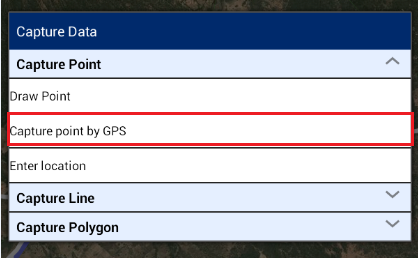 Capture Data
Capture Point
Draw Point
Capture point by GPS
Enter location
Capture Line
Capture Polygon